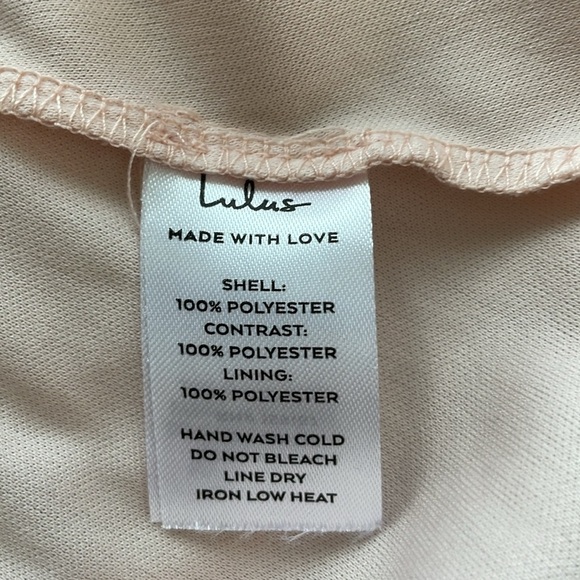 Lulus
MADE WITH LOVE
SHELL:
100% POLYESTER
CONTRAST:
100% POLYESTER
LINING:
100% POLYESTER
HAND WASH COLD
DO NOT BLEACH
LINE DRY
IRON LOW HEAT